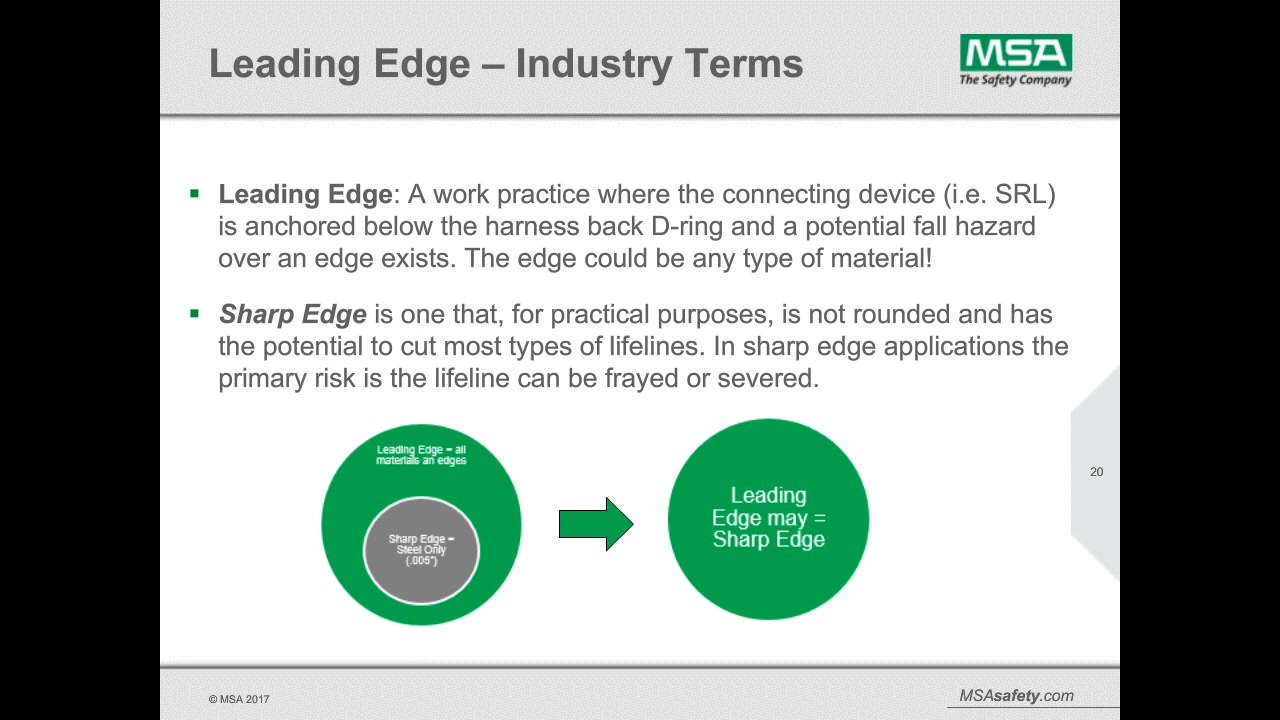 Leading Edge – Industry Terms
MSA
The Safety Company
Leading Edge: A work practice where the connecting device (i.e. SRL)
is anchored below the harness back D-ring and a potential fall hazard
over an edge exists. The edge could be any type of material!
Sharp Edge is one that, for practical purposes, is not rounded and has
the potential to cut most types of lifelines. In sharp edge applications the
primary risk is the lifeline can be frayed or severed.
Leading Edge = all
materials an edges
Sharp Edge =
Steel Only
(.005")
Leading
Edge may =
Sharp Edge
20
© MSA 2017
MSAsafety.com